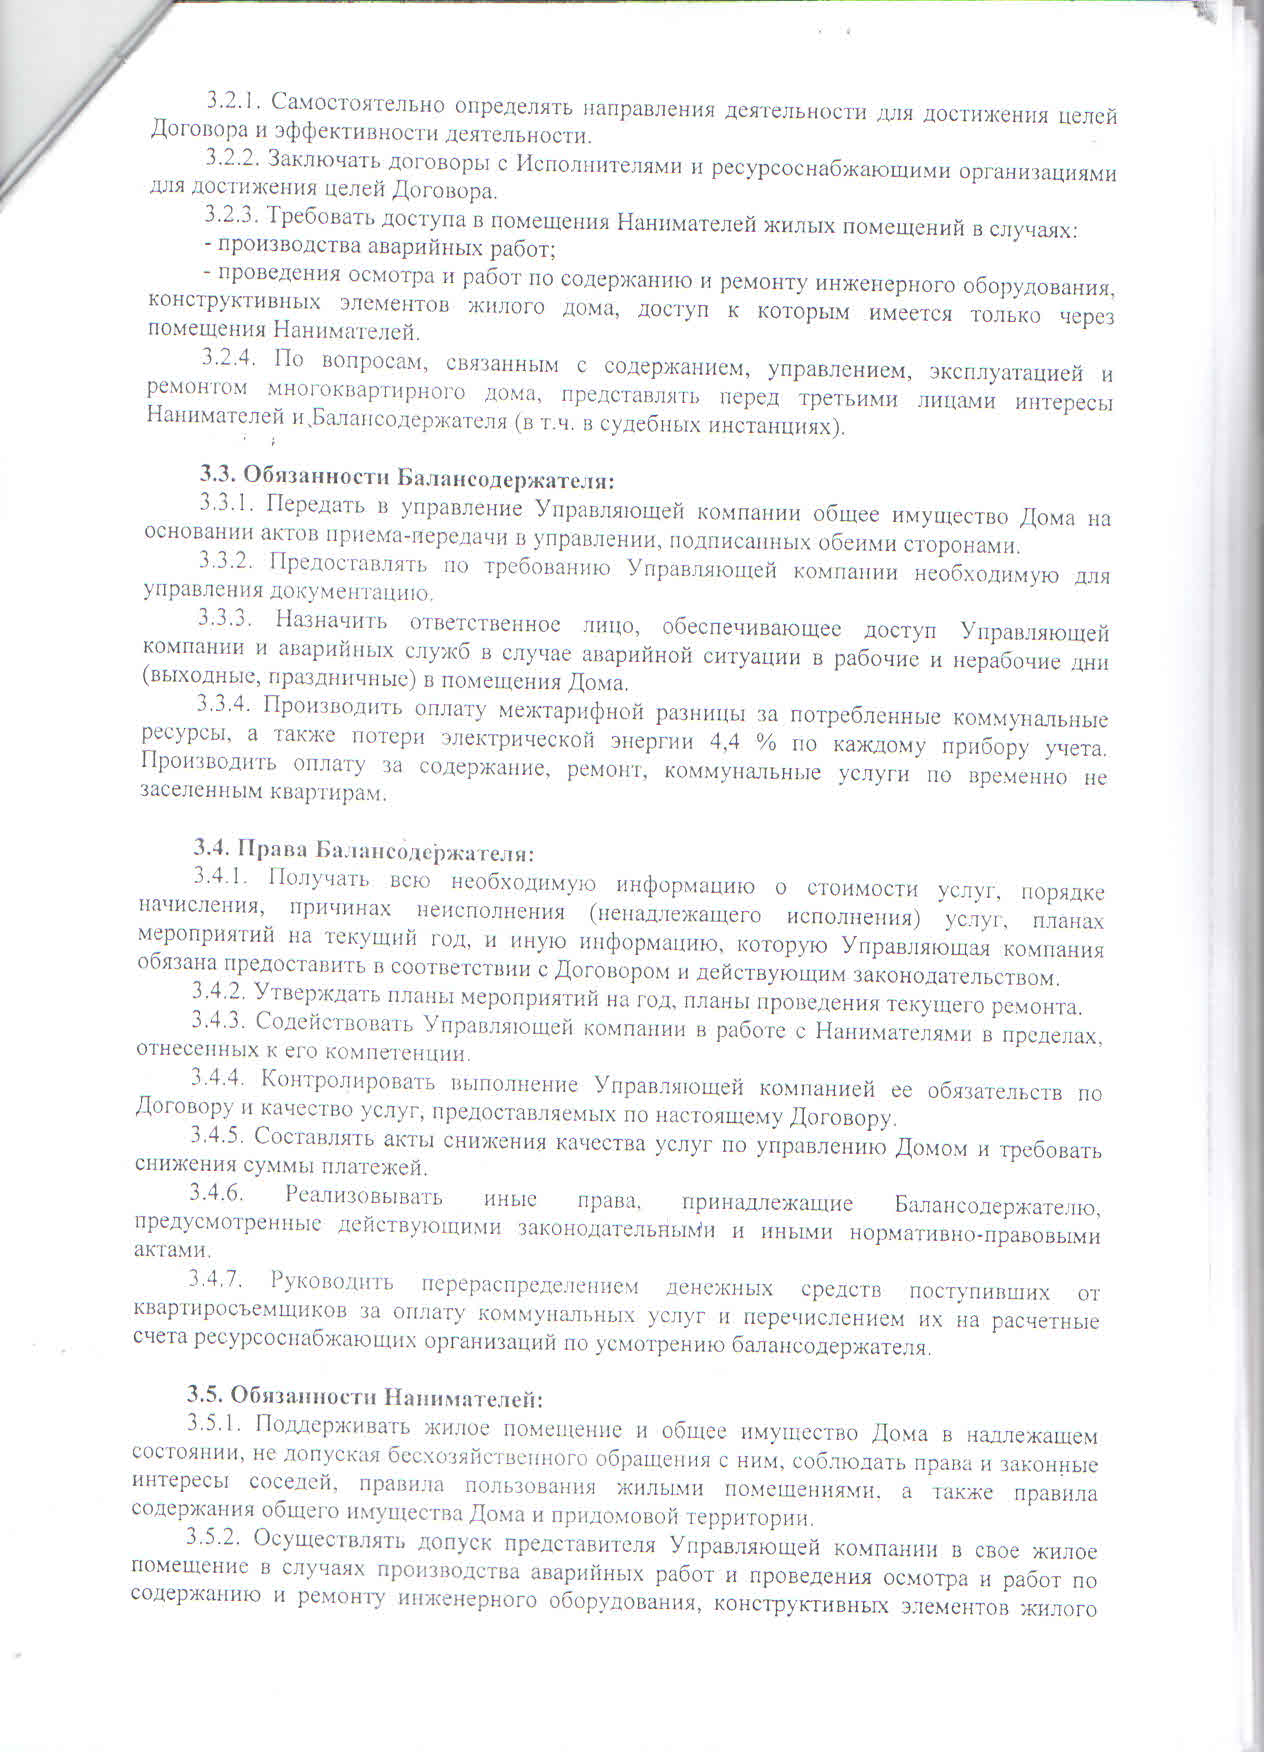 3.2.1. Самостоятельно определять направления деятельности для достижения целей
Договора и эффективности деятельности.
3.2.2. Заключать договоры с Исполнителями и ресурсоснабжающими организациями
для достижения целей Договора.
3.2.3. Требовать доступа в помещения Нанимателей жилых помещений в случаях:
- производства аварийных работ;
- проведения осмотра и работ по содержанию и ремонту инженерного оборудования,
конструктивных элементов жилого дома, доступ к которым имеется только через
помещения Нанимателей.
3.2.4. По вопросам, связанным с содержанием, управлением, эксплуатацией и
ремонтом многоквартирного дома, представлять перед третьими лицами интересы
Нанимателей и Балансодержателя (в т.ч. в судебных инстанциях).
3.3. Обязанности Балансодержателя:
3.3.1. Передать в управление Управляющей компании общее имущество Дома на
основании актов приема-передачи в управлении, подписанных обеими сторонами.
3.3.2. Предоставлять по требованию Управляющей компании необходимую для
управления документацию.
3.3.3. Назначить ответственное лицо, обеспечивающее доступ Управляющей
компании и аварийных служб в случае аварийной ситуации в рабочие и нерабочие дни
(выходные, праздничные) в помещения Дома.
3.3.4. Производить оплату межтарифной разницы за потребленные коммунальные
ресурсы, а также потери электрической энергии 4,4 % по каждому прибору учета.
Производить оплату за содержание, ремонт, коммунальные услуги по временно не
заселенным квартирам.
3.4. Права Балансодержателя:
3.4.1. Получать всю необходимую информацию о стоимости услуг, порядке
начисления, причинах неисполнения (ненадлежащего исполнения) услуг, планах
мероприятий на текущий год, и иную информацию, которую Управляющая компания
обязана предоставить в соответствии с Договором и действующим законодательством.
3.4.2. Утверждать планы мероприятий на год, планы проведения текущего ремонта.
3.4.3. Содействовать Управляющей компании в работе с Нанимателями в пределах,
отнесенных к его компетенции.
3.4.4. Контролировать выполнение Управляющей компанией ее обязательств по
Договору и качество услуг, предоставляемых по настоящему Договору.
3.4.5. Составлять акты снижения качества услуг по управлению Домом и требовать
снижения суммы платежей.
3.4.6. Реализовывать иные права, принадлежащие Балансодержателю,
предусмотренные действующими законодательными и иными нормативно-правовыми
актами.
3.4.7. Руководить перераспределением денежных средств поступивших от
квартиросъемщиков за оплату коммунальных услуг и перечислением их на расчетные
счета ресурсоснабжающих организаций по усмотрению балансодержателя.
3.5. Обязанности Нанимателей:
3.5.1. Поддерживать жилое помещение и общее имущество Дома в надлежащем
состоянии, не допуская бесхозяйственного обращения с ним, соблюдать права и законные
интересы соседей, правила пользования жилыми помещениями, а также правила
содержания общего имущества Дома и придомовой территории.
3.5.2. Осуществлять допуск представителя Управляющей компании в свое жилое
помещение в случаях производства аварийных работ и проведения осмотра и работ по
содержанию и ремонту инженерного оборудования, конструктивных элементов жилого